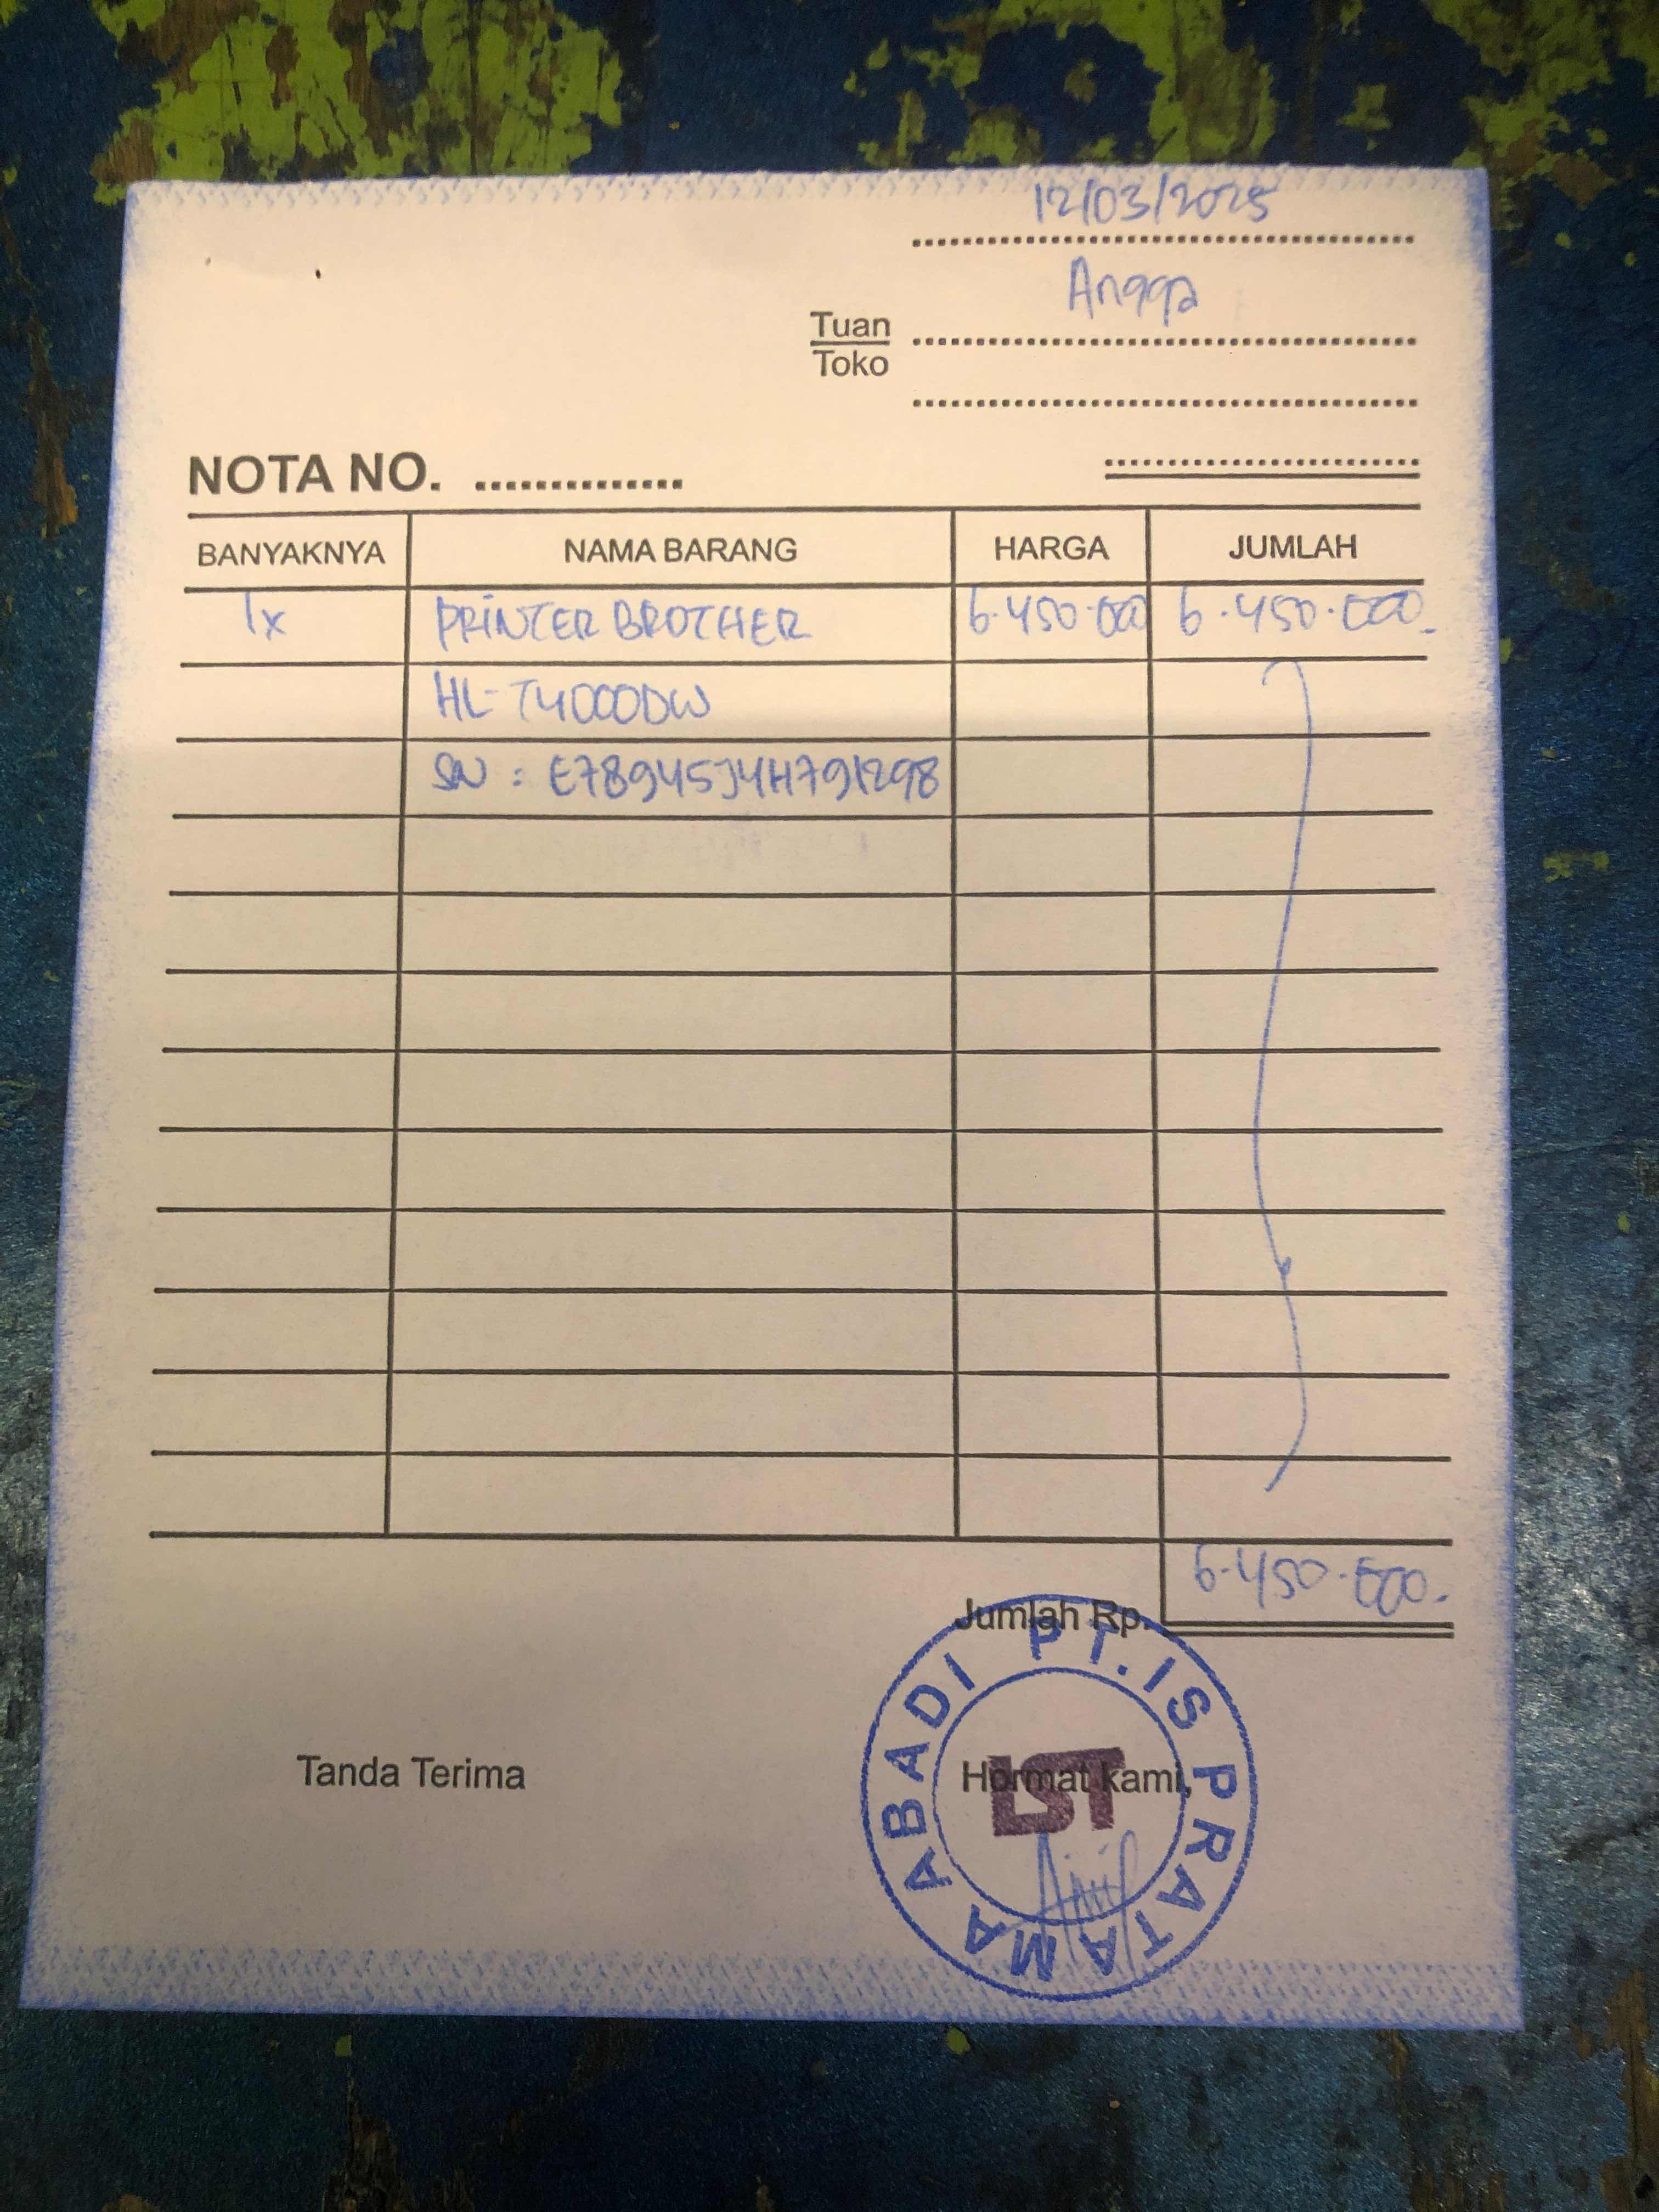 12/03/2025
Angga
Tuan
Toko
NOTA NO. ..............
BANYAKNYA NAMA BARANG HARGA JUMLAH
1x PRINTER BROTHER 6.450.000 6.450.000.
HL-T4000DW
SN : E78945J4H791298
6.450.000.
Jumlah Rp.
PT. IS PRATAMA ABADI
Tanda Terima Hormat kami,
IST